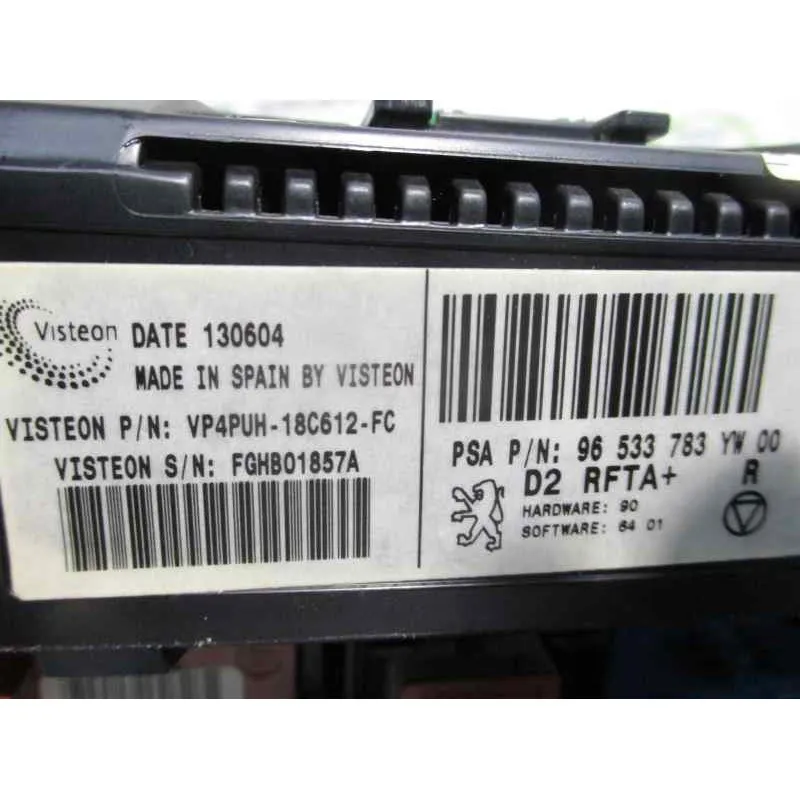 Visteon DATE 130604
MADE IN SPAIN BY VISTEON
VISTEON P/N: VP4PUH-18C612-FC
VISTEON S/N: FGHB01857A
PSA P/N: 96 533 783 YW 00
D2 RFTA+ R
HARDWARE: 90
SOFTWARE: 64 01